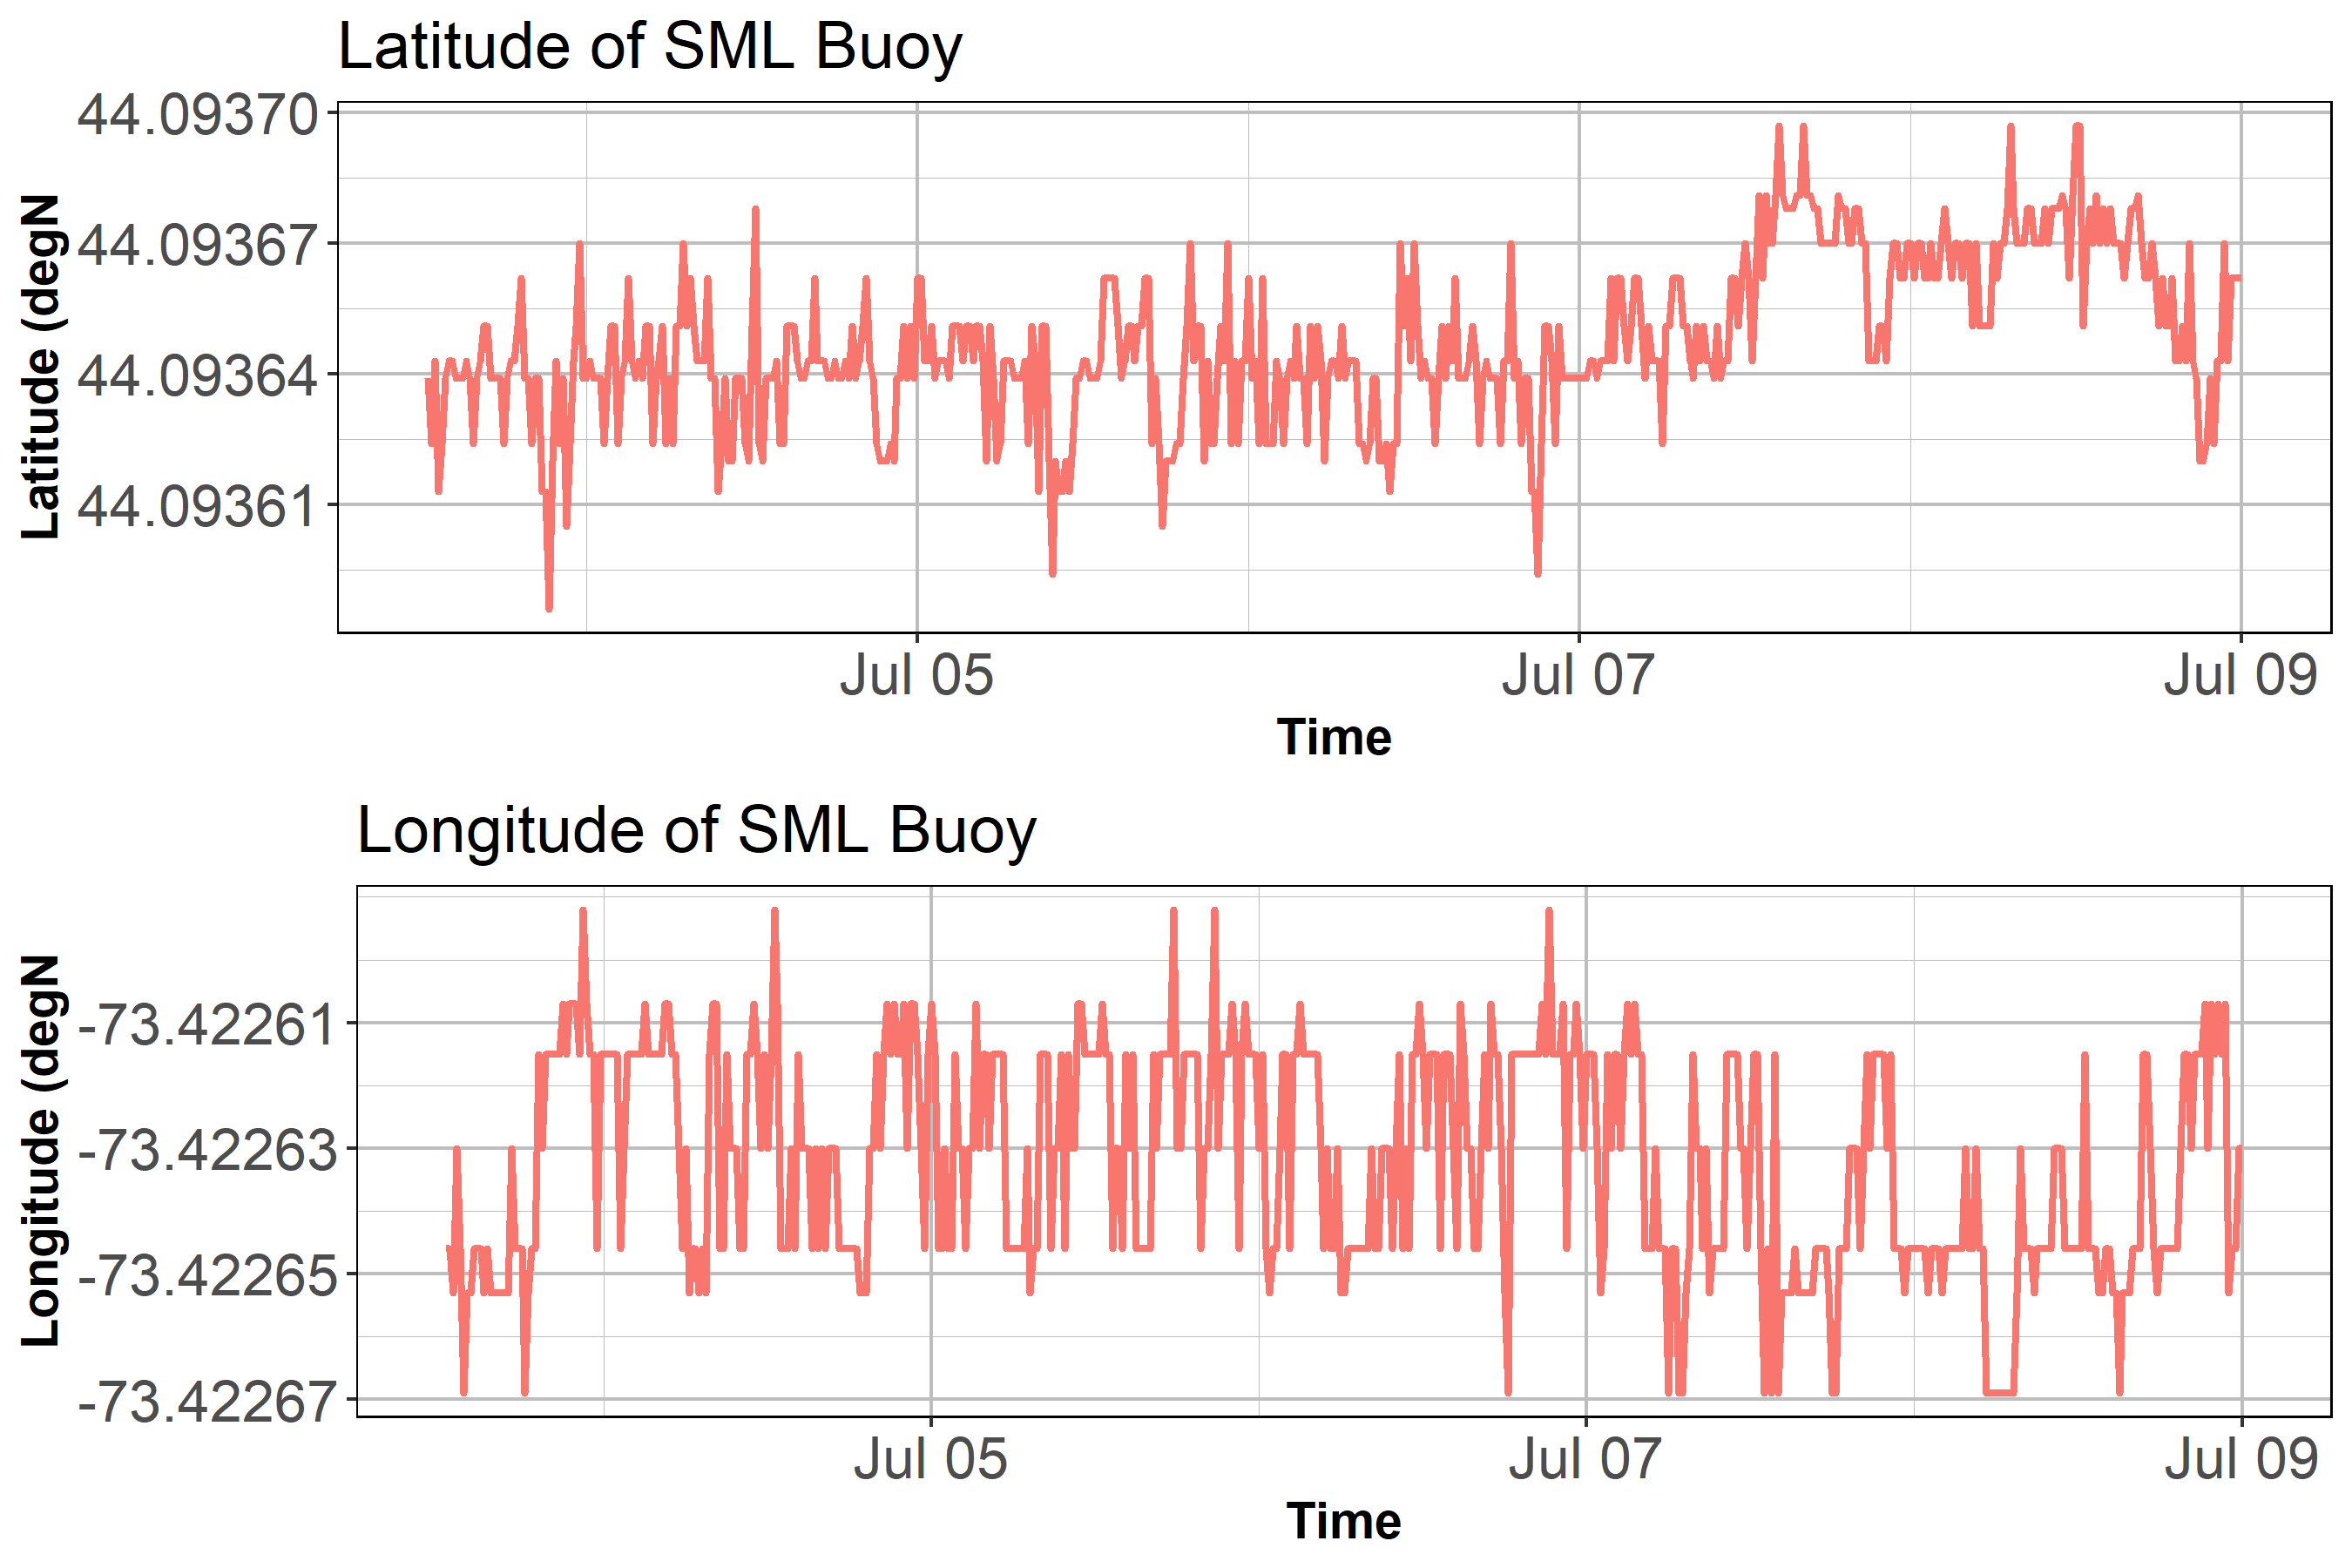 Latitude of SML Buoy
44.09370
44.09367
44.09364
44.09361
Latitude (degN
Jul 05 Jul 07 Jul 09
Time
Longitude of SML Buoy
-73.42261
-73.42263
-73.42265
-73.42267
Longitude (degN
Jul 05 Jul 07 Jul 09
Time